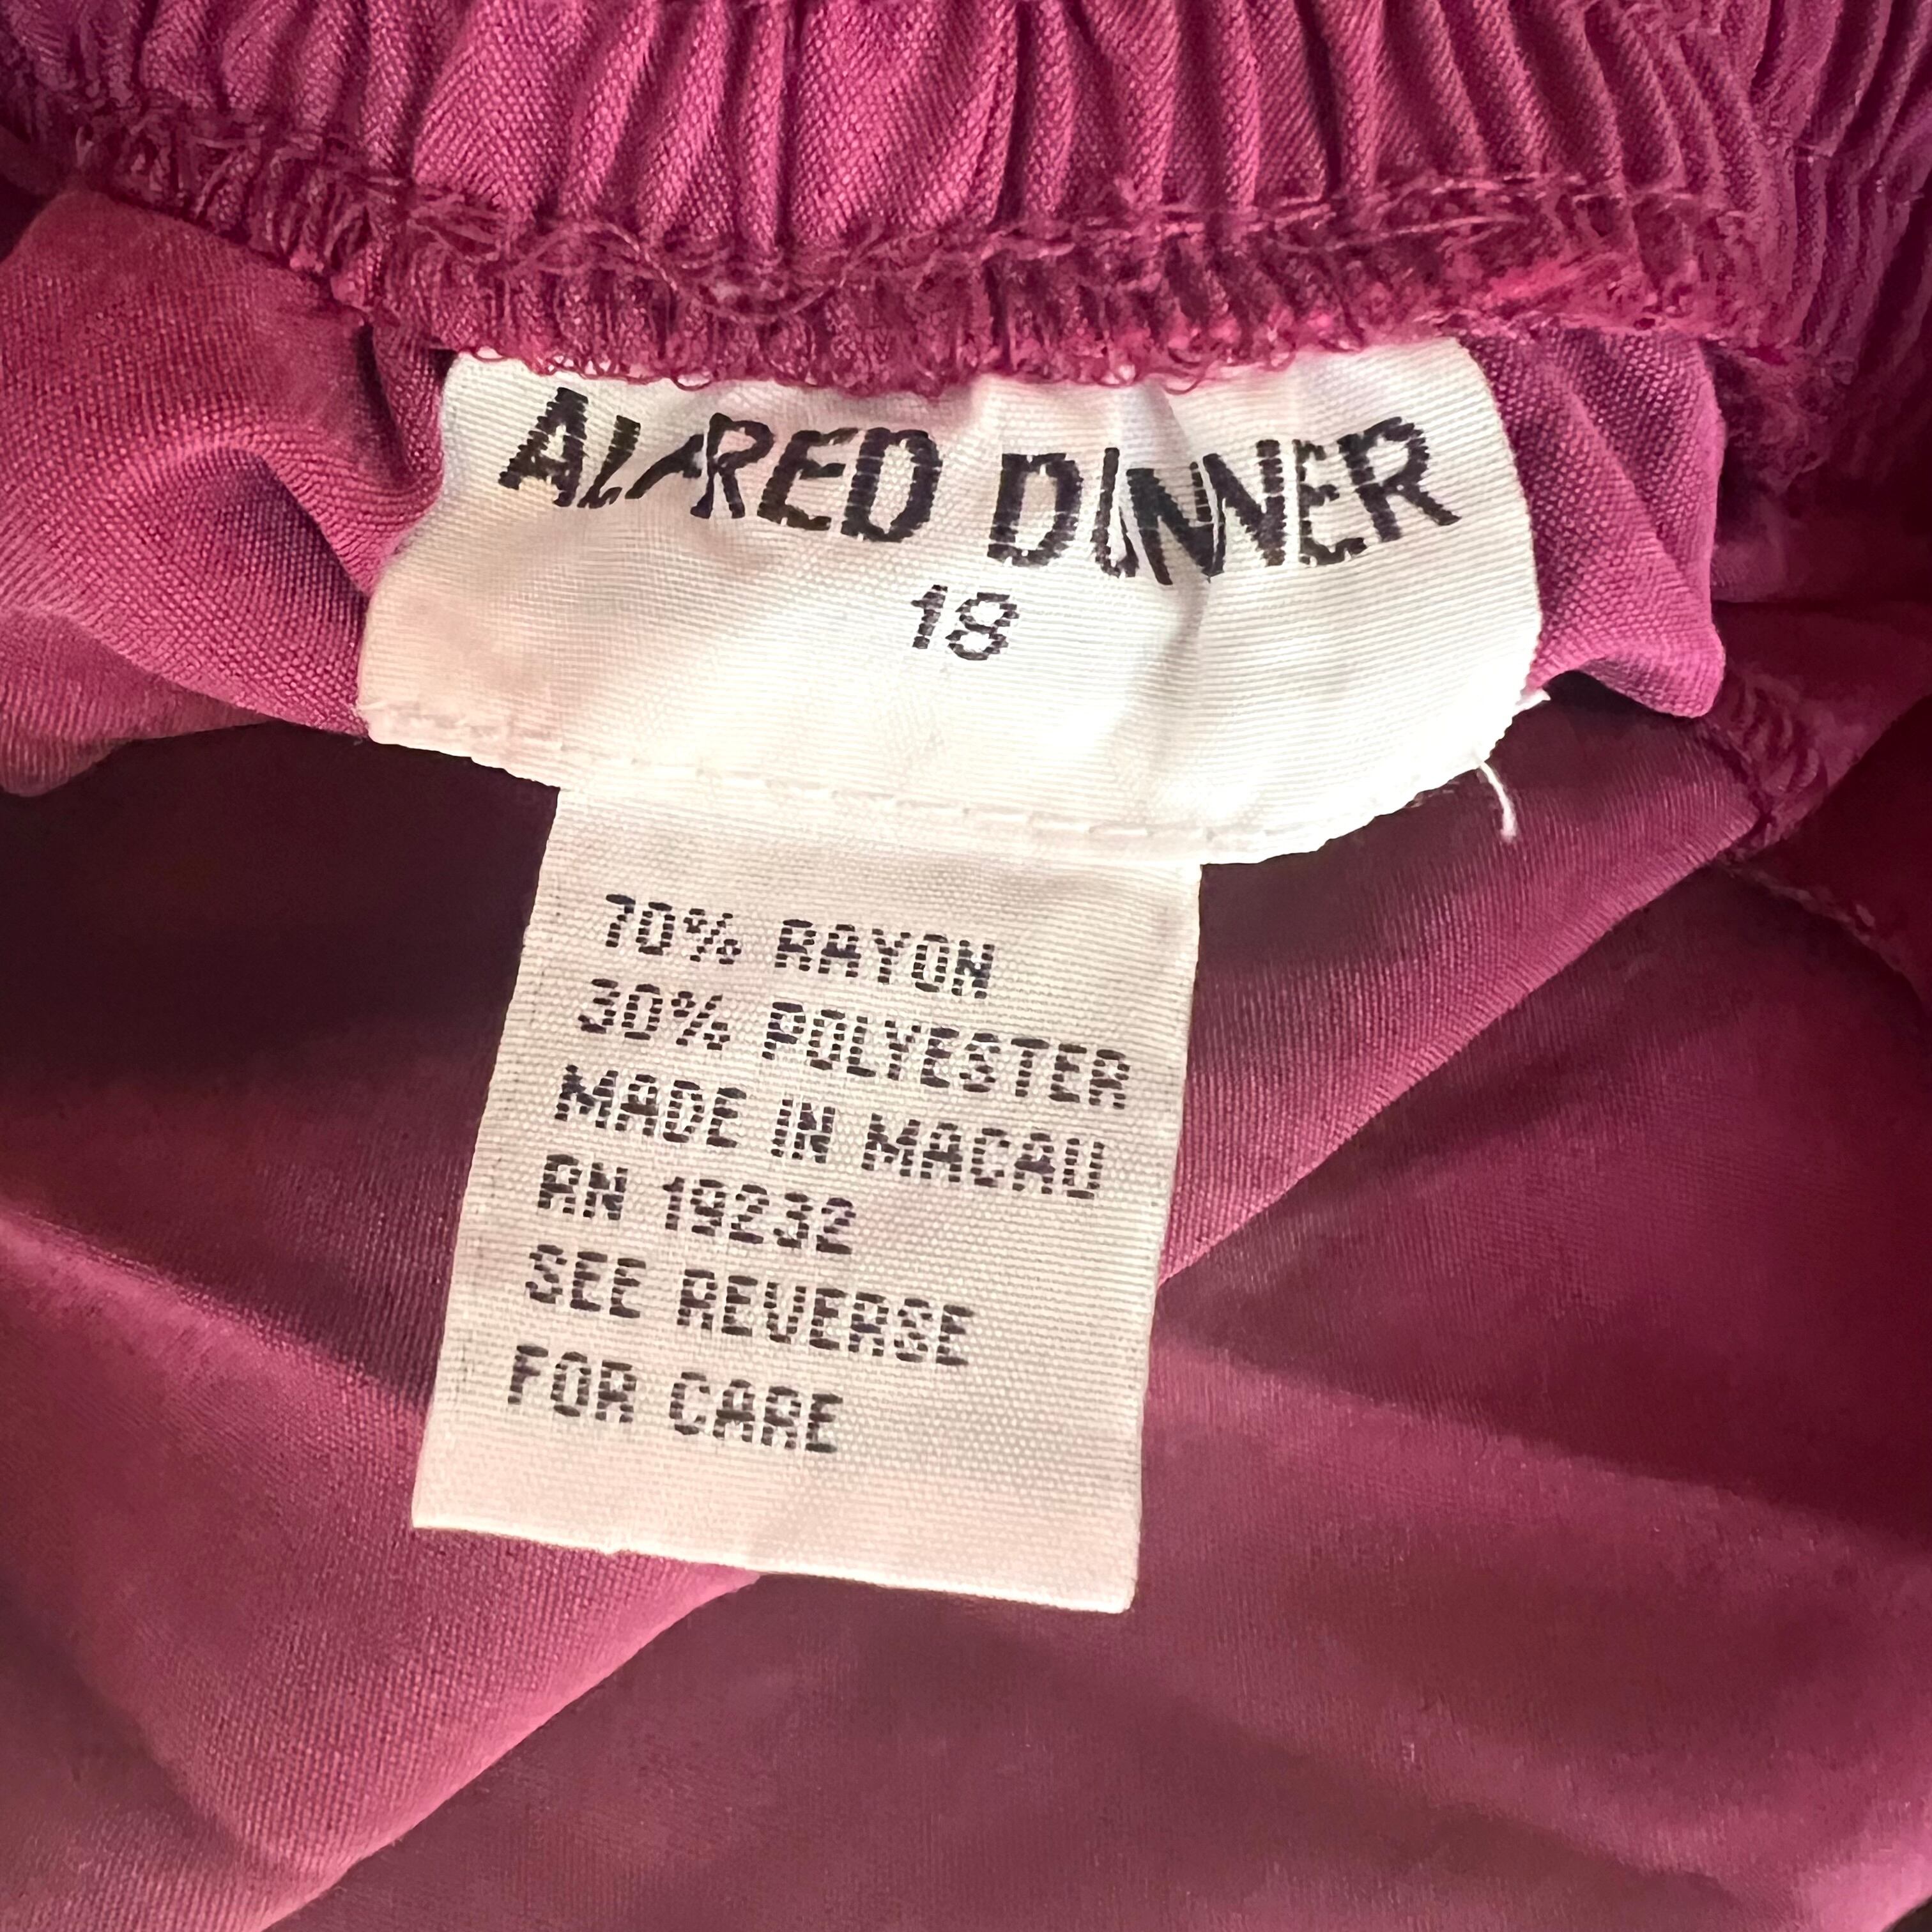 ALFRED DUNNER
18
70% RAYON
30% POLYESTER
MADE IN MACAU
RN 19232
SEE REVERSE
FOR CARE